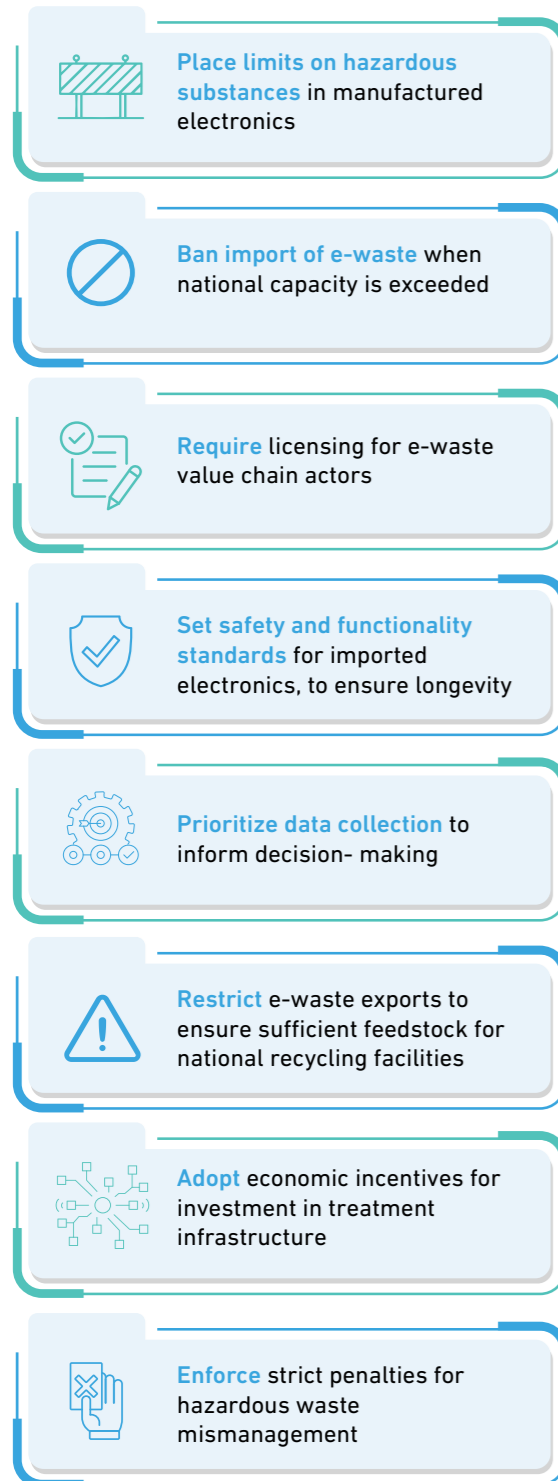 Place limits on hazardous
substances in manufactured
electronics
Ban import of e-waste when
national capacity is exceeded
Require licensing for e-waste
value chain actors
Set safety and functionality
standards for imported
electronics, to ensure longevity
Prioritize data collection to
inform decision- making
Restrict e-waste exports to
ensure sufficient feedstock for
national recycling facilities
Adopt economic incentives for
investment in treatment
infrastructure
Enforce strict penalties for
hazardous waste
mismanagement